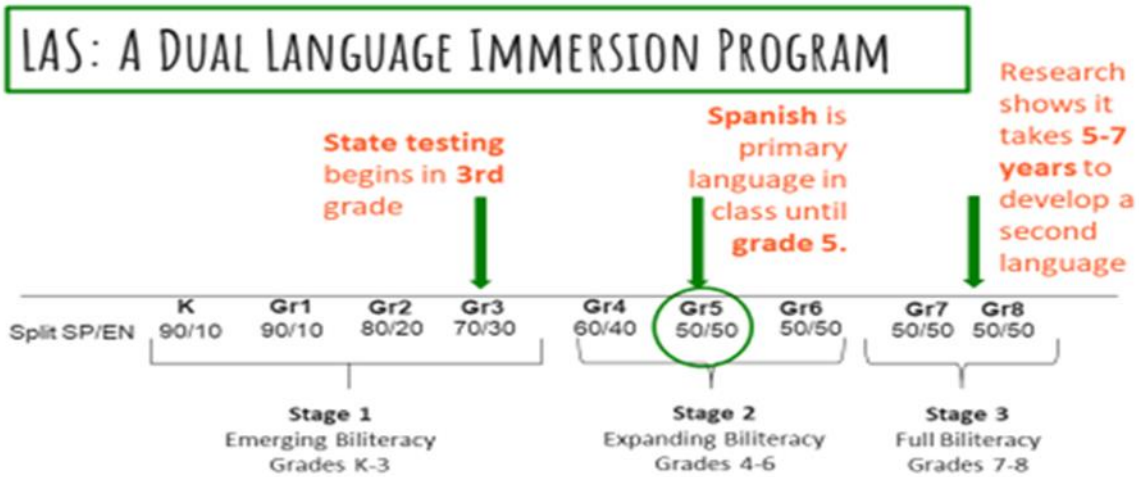 LAS: A DUAL LANGUAGE IMMERSION PROGRAM
State testing
begins in 3rd
grade
Spanish is
primary
language in
class until
grade 5.
Research
shows it
takes 5-7
years to
develop a
second
language
K Gr1 Gr2 Gr3 Gr4 Gr5 Gr6 Gr7 Gr8
Split SP/EN 90/10 90/10 80/20 70/30 60/40 50/50 50/50 50/50 50/50
Stage 1
Emerging Biliteracy
Grades K-3
Stage 2
Expanding Biliteracy
Grades 4-6
Stage 3
Full Biliteracy
Grades 7-8